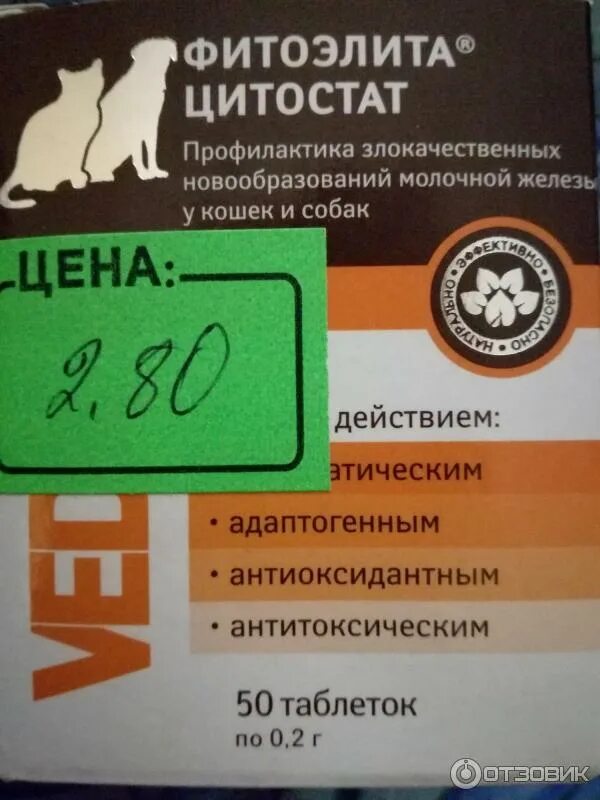 ФИТОЭЛИТА®
ЦИТОСТАТ
Профилактика злокачественных
новообразований молочной железы
у кошек и собак
ЦЕНА:
2,80
НАТУРАЛЬНО • ЭФФЕКТИВНО • БЕЗОПАСНО •
действием:
атическим
• адаптогенным
• антиоксидантным
• антитоксическим
VED
50 таблеток
по 0,2 г
ОТЗОВИК